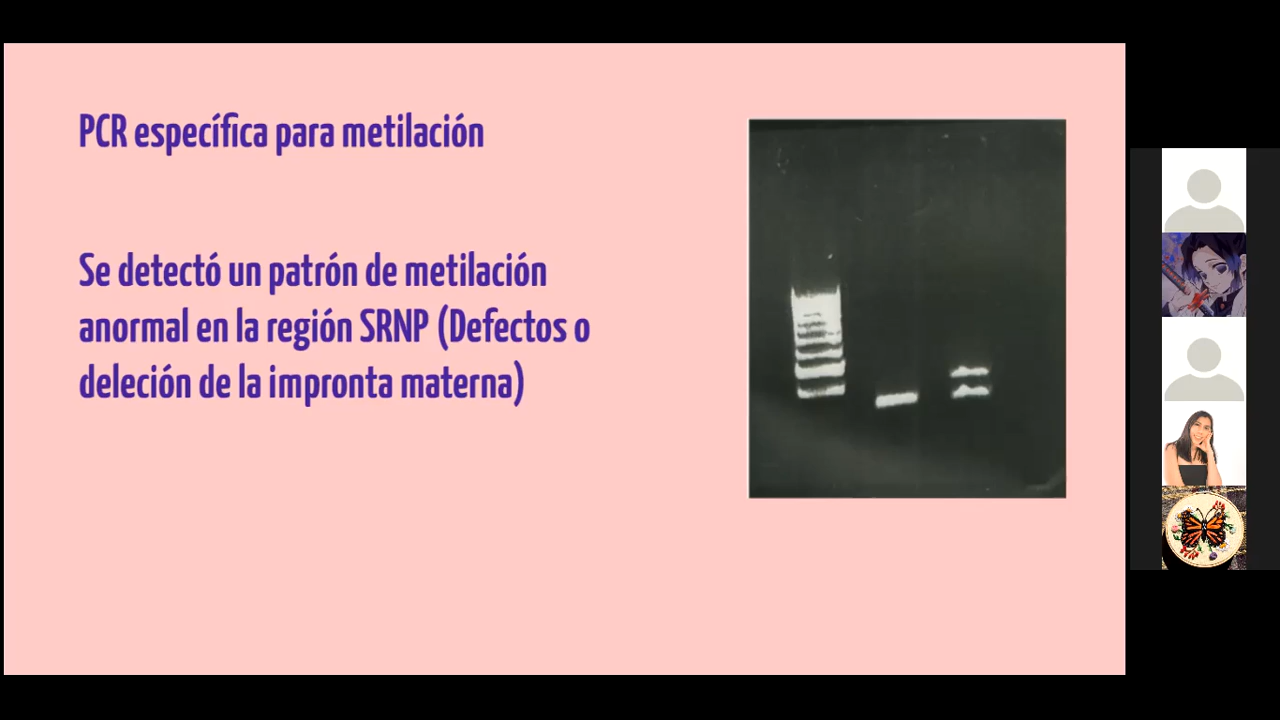 PCR específica para metilación
Se detectó un patrón de metilación
anormal en la región SRNP (Defectos o
deleción de la impronta materna)